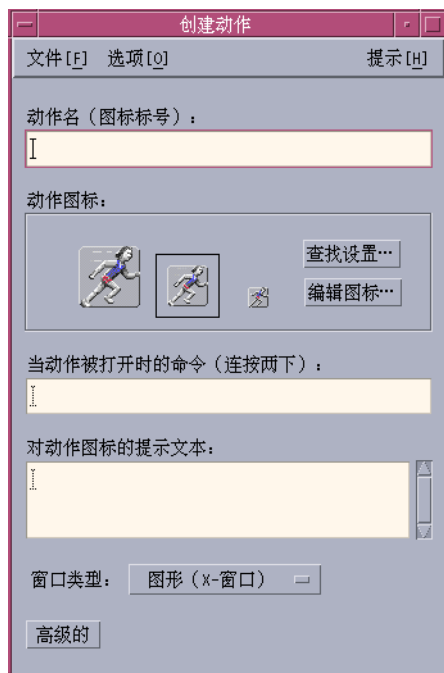 创建动作
文件[F] 选项[O] 提示[H]
动作名（图标标号）：
动作图标：
查找设置…
编辑图标…
当动作被打开时的命令（连按两下）：
对动作图标的提示文本：
窗口类型： 图形（X-窗口）
高级的